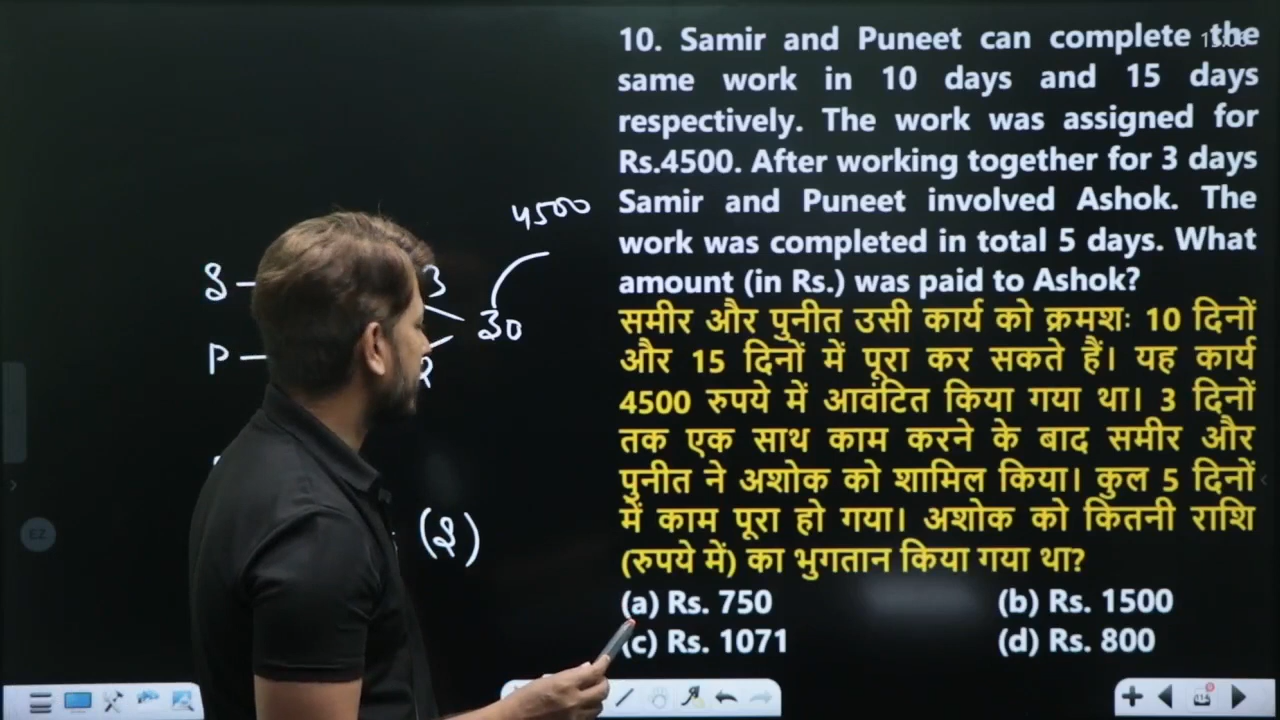 10. Samir and Puneet can complete the
same work in 10 days and 15 days
respectively. The work was assigned for
Rs.4500. After working together for 3 days
Samir and Puneet involved Ashok. The
work was completed in total 5 days. What
amount (in Rs.) was paid to Ashok?
समीर और पुनीत उसी कार्य को क्रमशः 10 दिनों
और 15 दिनों में पूरा कर सकते हैं। यह कार्य
4500 रुपये में आवंटित किया गया था। 3 दिनों
तक एक साथ काम करने के बाद समीर और
पुनीत ने अशोक को शामिल किया। कुल 5 दिनों
में काम पूरा हो गया। अशोक को कितनी राशि
(रुपये में) का भुगतान किया गया था?
(a) Rs. 750 (b) Rs. 1500
(c) Rs. 1071 (d) Rs. 800
4500
S - 3
30
P - 2
(2)
EZ